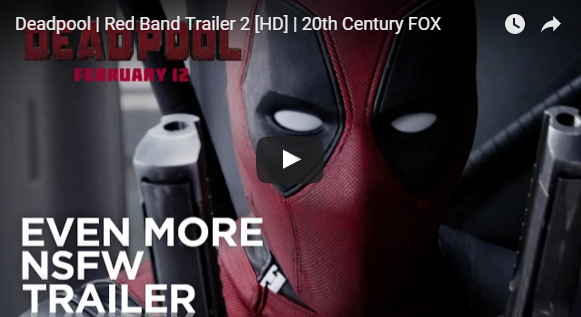 Deadpool | Red Band Trailer 2 [HD] | 20th Century FOX
DEADPOOL
FEBRUARY 12
EVEN MORE
NSFW
TRAILER